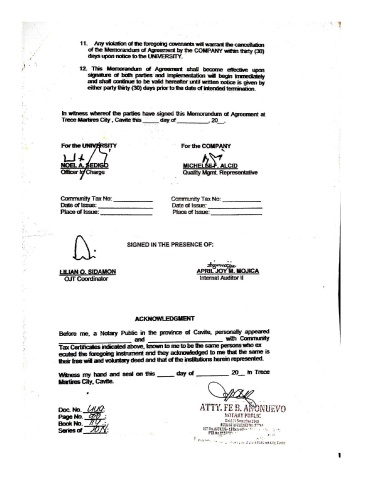 11. Any violation of the foregoing covenants will warrant the cancellation
of the Memorandum of Agreement by the COMPANY within thirty (30)
days upon notice to the UNIVERSITY.
12. This Memorandum of Agreement shall become effective upon
signature of both parties and implementation will begin immediately
and shall continue to be valid hereafter until written notice is given by
either party thirty (30) days prior to the date of intended termination.
In witness whereof the parties have signed this Memorandum of Agreement at
Trece Martires City, Cavite this _____ day of __________, 20__.
For the UNIVERSITY For the COMPANY
NOEL A. SEDIGO MICHELSE F. ALCID
Officer In Charge Quality Mgmt. Representative
Community Tax No: __________ Community Tax No: __________
Date of Issue: __________ Date of Issue: __________
Place of Issue: __________ Place of Issue: __________
SIGNED IN THE PRESENCE OF:
LILIAN O. SIDAMON APRIL JOY M. MOJICA
OJT Coordinator Internal Auditor II
ACKNOWLEDGMENT
Before me, a Notary Public in the province of Cavite, personally appeared
__________ and __________ with Community
Tax Certificates indicated above, known to me to be the same persons who ex
ecuted the foregoing instrument and they acknowledged to me that the same is
their free will and voluntary deed and that of the institutions herein represented.
Witness my hand and seal on this _____ day of __________ 20__ in Trece
Martires City, Cavite.
ATTY. FE B. AÑONUEVO
NOTARY PUBLIC
Doc. No.
Page No.
Book No.
Series of
1